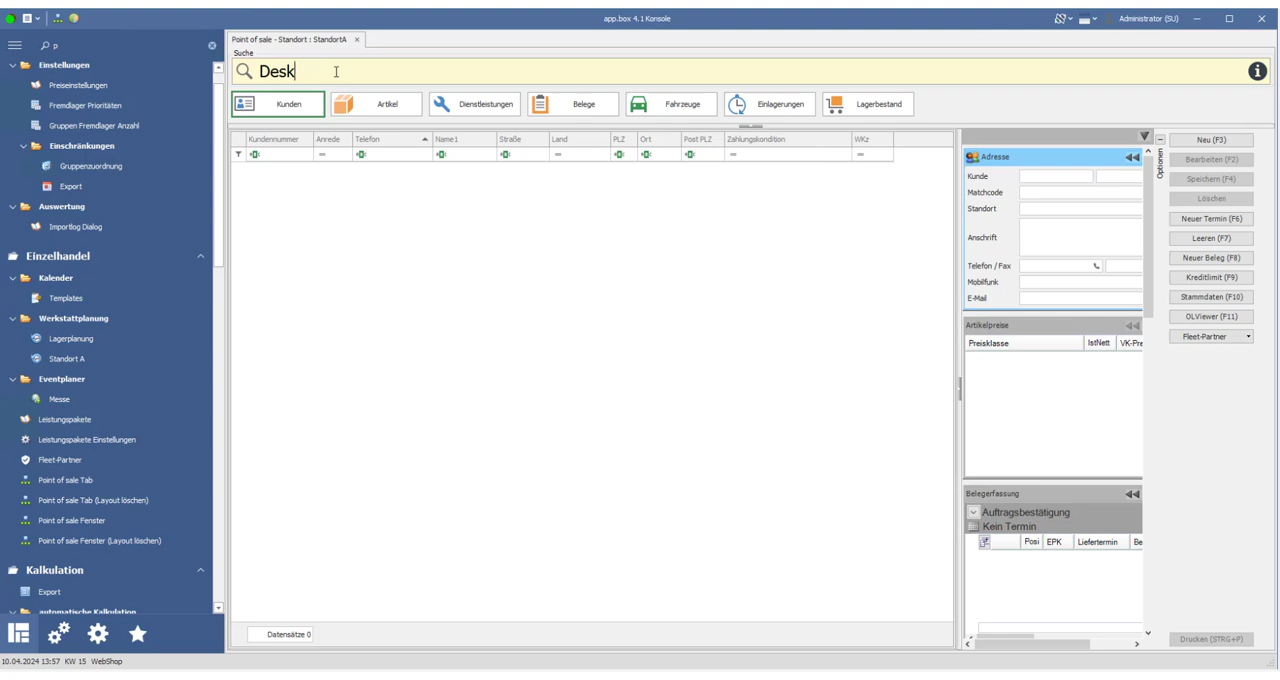 app.box 4.1 Konsole
Administrator (SU)
p
Einstellungen
Preiseinstellungen
Fremdlager Prioritäten
Gruppen Fremdlager Anzahl
Einschränkungen
Gruppenzuordnung
Export
Auswertung
Importlog Dialog
Einzelhandel
Kalender
Templates
Werkstattplanung
Lagerplanung
Standort A
Eventplaner
Messe
Leistungspakete
Leistungspakete Einstellungen
Fleet-Partner
Point of sale Tab
Point of sale Tab (Layout löschen)
Point of sale Fenster
Point of sale Fenster (Layout löschen)
Kalkulation
Export
automatische Kalkulation
Point of sale - Standort : StandortA
Suche
Desk
Kunden Artikel Dienstleistungen Belege Fahrzeuge Einlagerungen Lagerbestand
Kundennummer Anrede Telefon Name1 Straße Land PLZ Ort Post PLZ Zahlungskondition WKz
Datensätze 0
Adresse
Kunde
Matchcode
Standort
Anschrift
Telefon / Fax
Mobilfunk
E-Mail
Artikelpreise
Preisklasse IstNett VK-Pre
Belegerfassung
Auftragsbestätigung
Kein Termin
Posi EPK Liefertermin Be
Optionen
Neu (F3)
Bearbeiten (F2)
Speichern (F4)
Löschen
Neuer Termin (F6)
Leeren (F7)
Neuer Beleg (F8)
Kreditlimit (F9)
Stammdaten (F10)
OLViewer (F11)
Fleet-Partner
Drucken (STRG+P)
10.04.2024 13:57 KW 15 WebShop